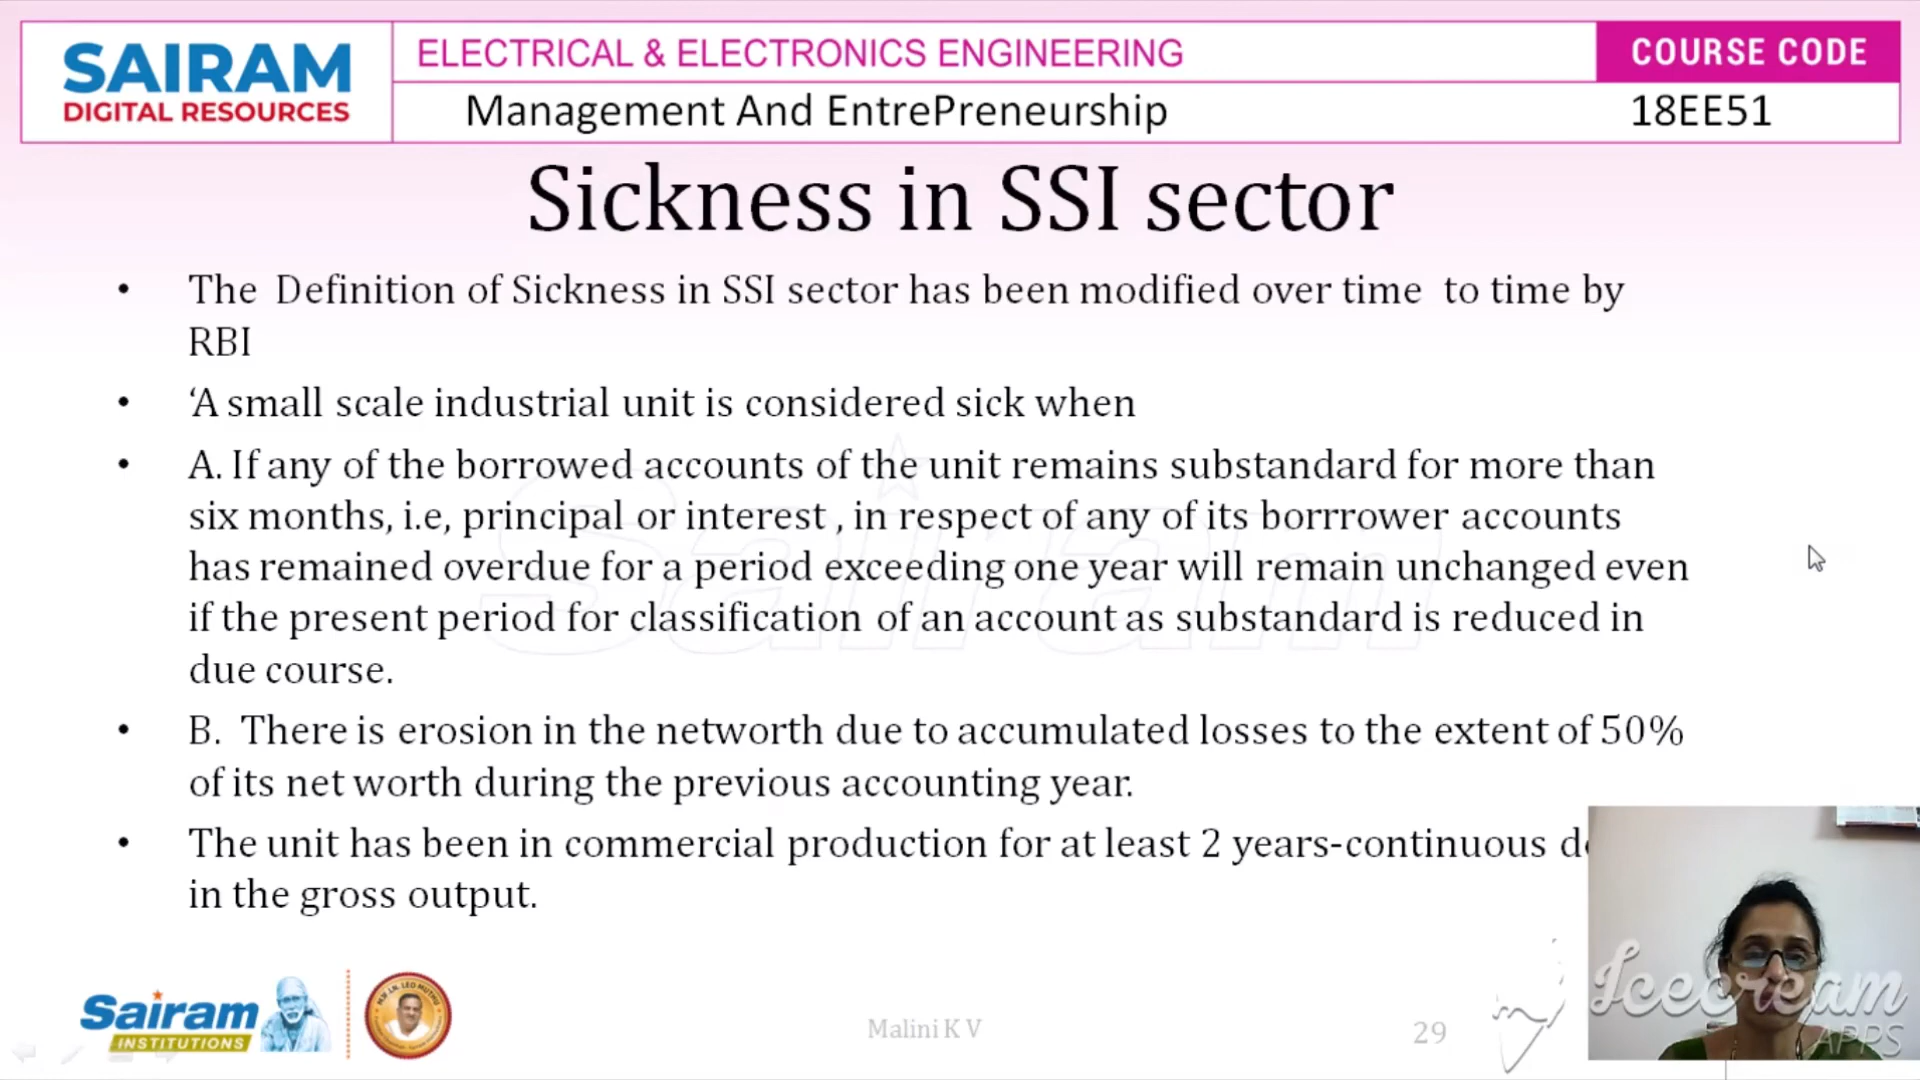 SAIRAM
DIGITAL RESOURCES
ELECTRICAL & ELECTRONICS ENGINEERING
COURSE CODE
Management And EntrePreneurship
18EE51
Sickness in SSI sector
• The Definition of Sickness in SSI sector has been modified over time to time by
RBI
• ‘A small scale industrial unit is considered sick when
• A. If any of the borrowed accounts of the unit remains substandard for more than
six months, i.e, principal or interest , in respect of any of its borrrower accounts
has remained overdue for a period exceeding one year will remain unchanged even
if the present period for classification of an account as substandard is reduced in
due course.
• B. There is erosion in the networth due to accumulated losses to the extent of 50%
of its net worth during the previous accounting year.
• The unit has been in commercial production for at least 2 years-continuous
in the gross output.
Sairam
Sairam
INSTITUTIONS
Malini K V
29
Icecream
APPS